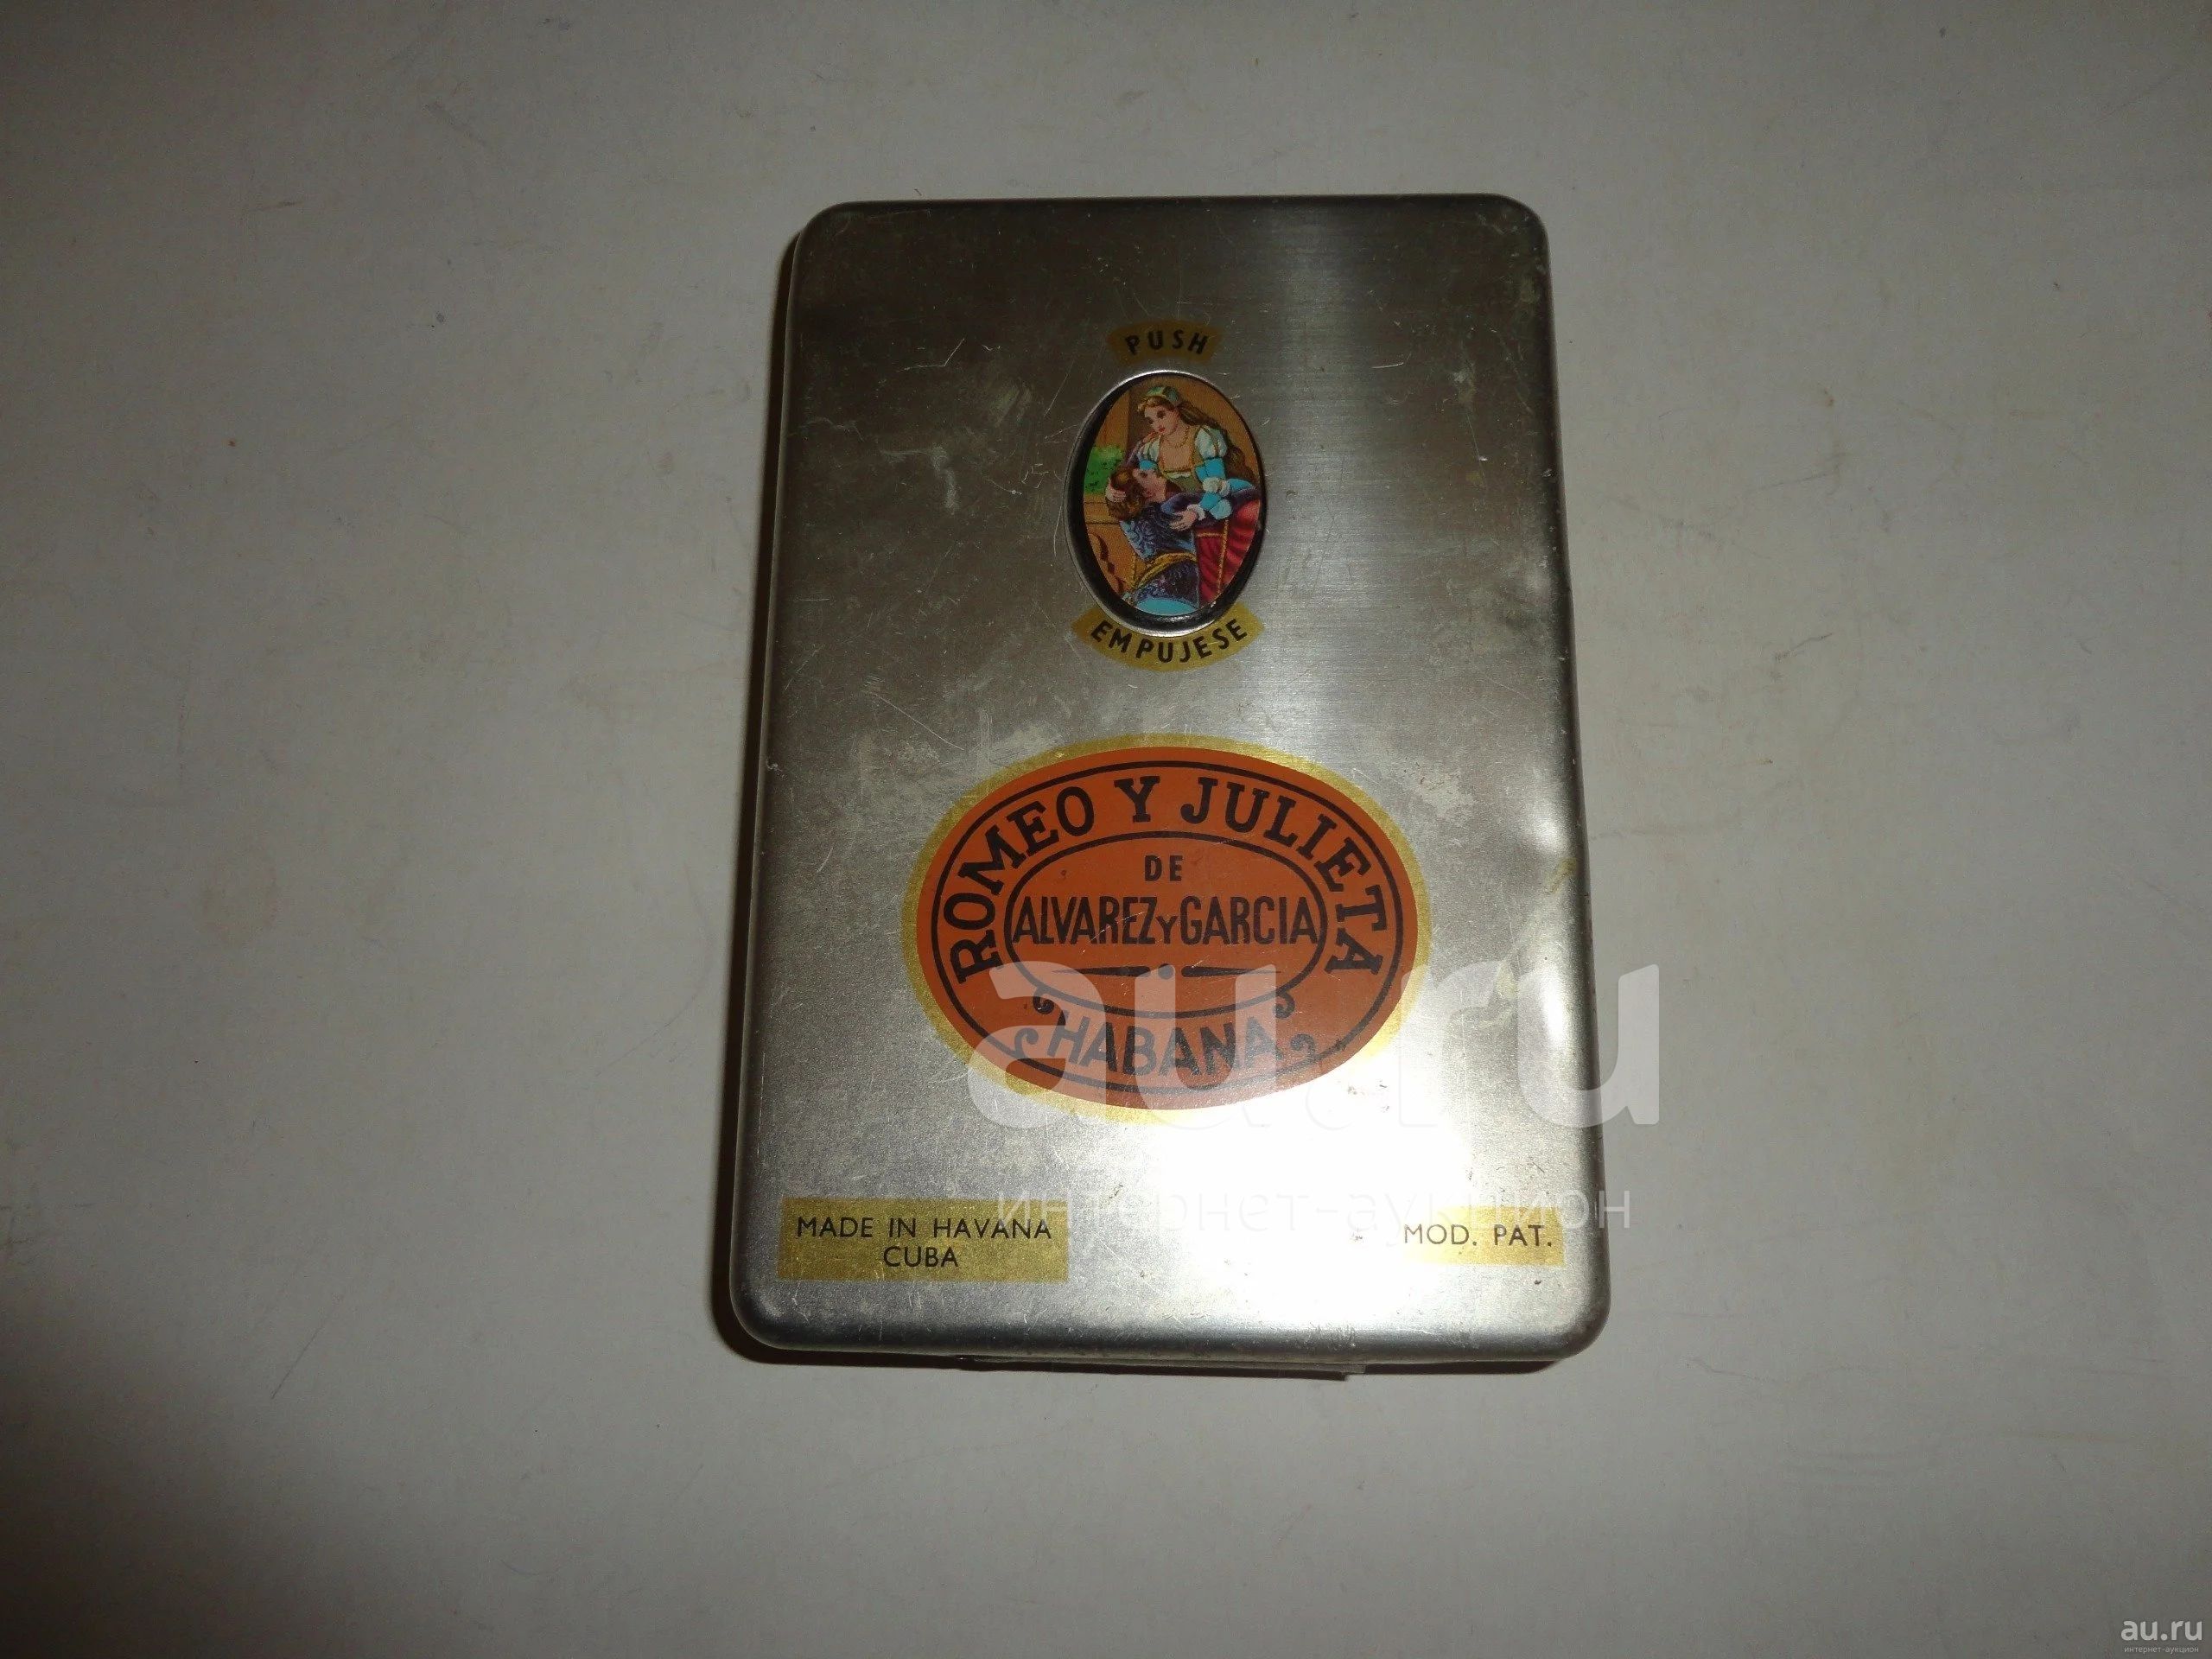 PUSH
EMPUJESE
ROMEO Y JULIETA
DE
ALVAREZ Y GARCIA
HABANA
au.ru
интернет-аукцион
MADE IN HAVANA
CUBA
MOD. PAT.
au.ru
интернет-аукцион